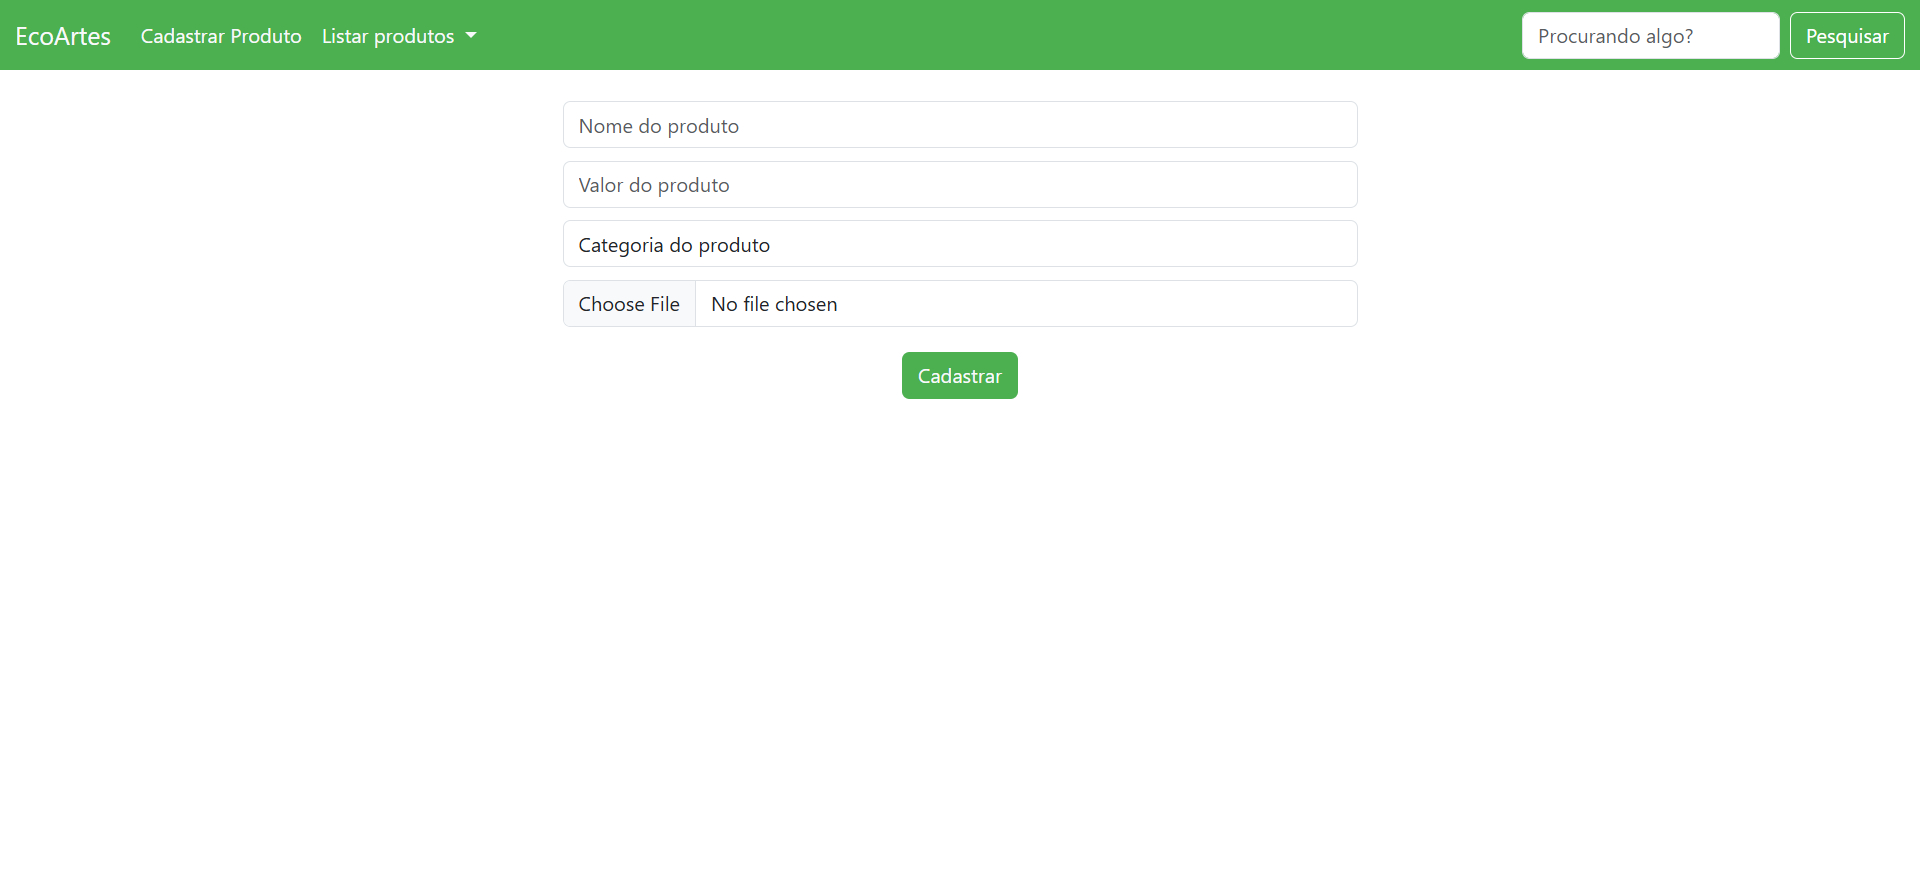 EcoArtes Cadastrar Produto Listar produtos Procurando algo? Pesquisar
Nome do produto
Valor do produto
Categoria do produto
Choose File No file chosen
Cadastrar